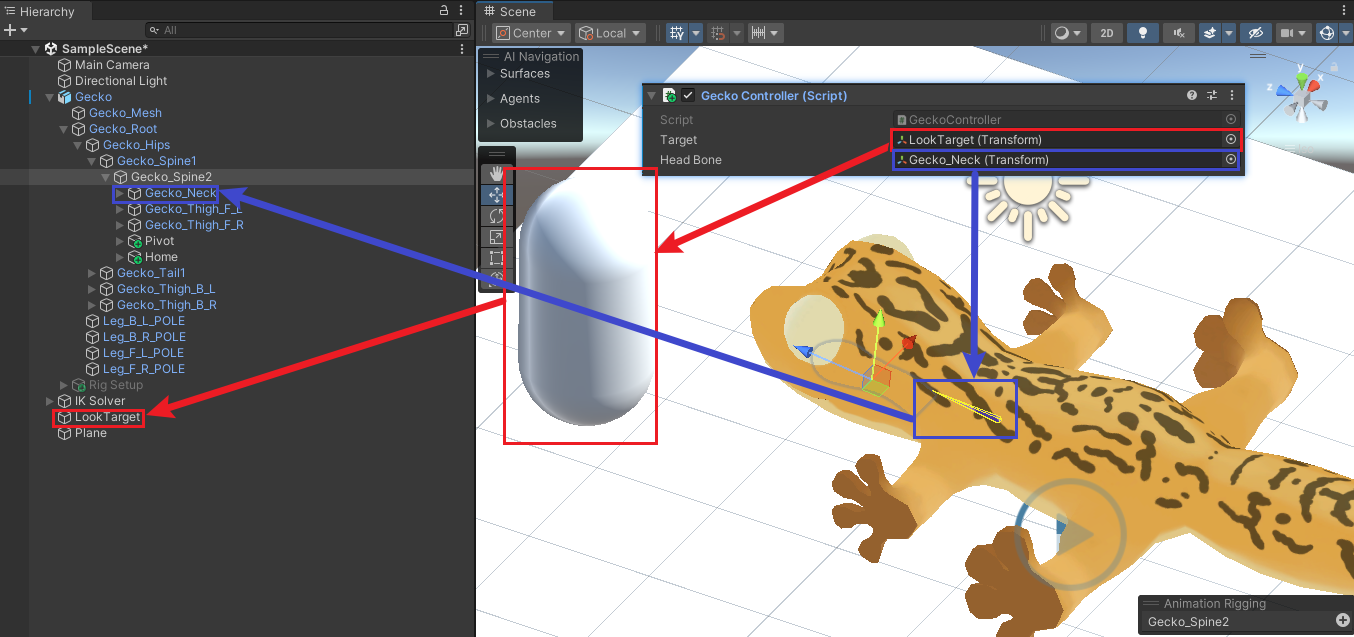 Hierarchy
All
SampleScene*
Main Camera
Directional Light
Gecko
Gecko_Mesh
Gecko_Root
Gecko_Hips
Gecko_Spine1
Gecko_Spine2
Gecko_Neck
Gecko_Thigh_F_L
Gecko_Thigh_F_R
Pivot
Home
Gecko_Tail1
Gecko_Thigh_B_L
Gecko_Thigh_B_R
Leg_B_L_POLE
Leg_B_R_POLE
Leg_F_L_POLE
Leg_F_R_POLE
Rig Setup
IK Solver
LookTarget
Plane
Scene
Center Local 2D
AI Navigation
Surfaces
Agents
Obstacles
Gecko Controller (Script)
Script GeckoController
Target LookTarget (Transform)
Head Bone Gecko_Neck (Transform)
y
x
z
Animation Rigging
Gecko_Spine2